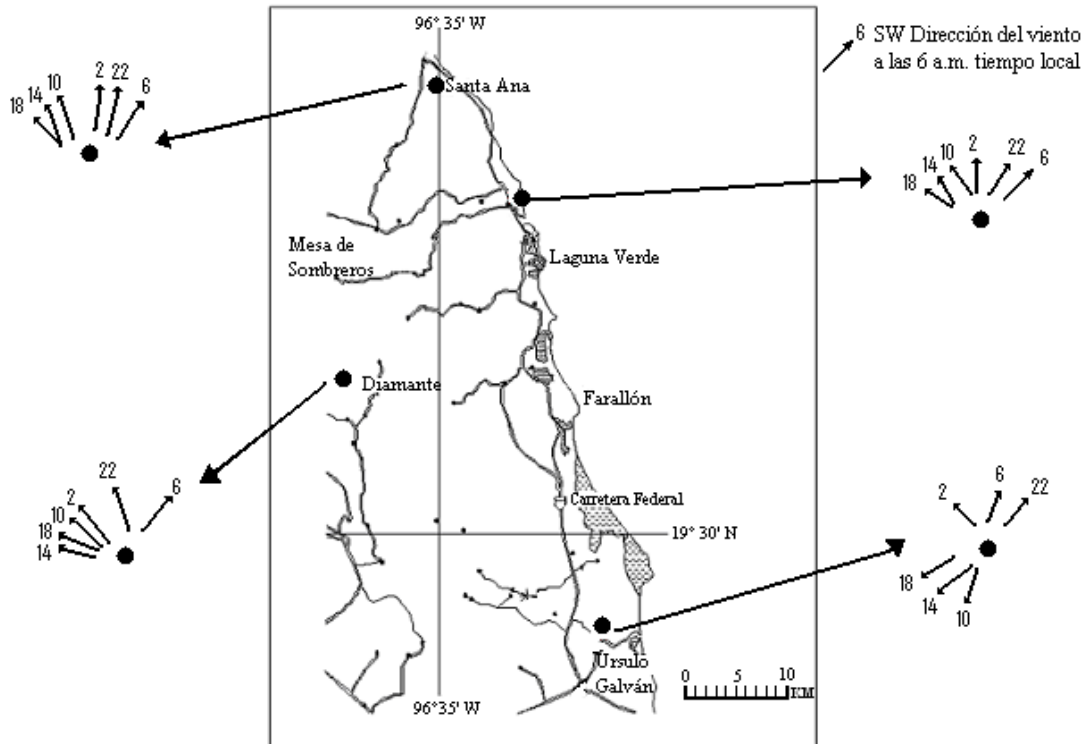 96° 35' W
6 SW Dirección del viento
a las 6 a.m. tiempo local
18 14 10 2 22 6
Santa Ana
18 14 10 2 22 6
Mesa de
Sombreros
Laguna Verde
Diamante
Farallón
14 18 10 2 22 6
Carretera Federal
2 6 22
18 14 10
19° 30' N
Úrsulo
Galván
0 5 10
KM
96°35' W